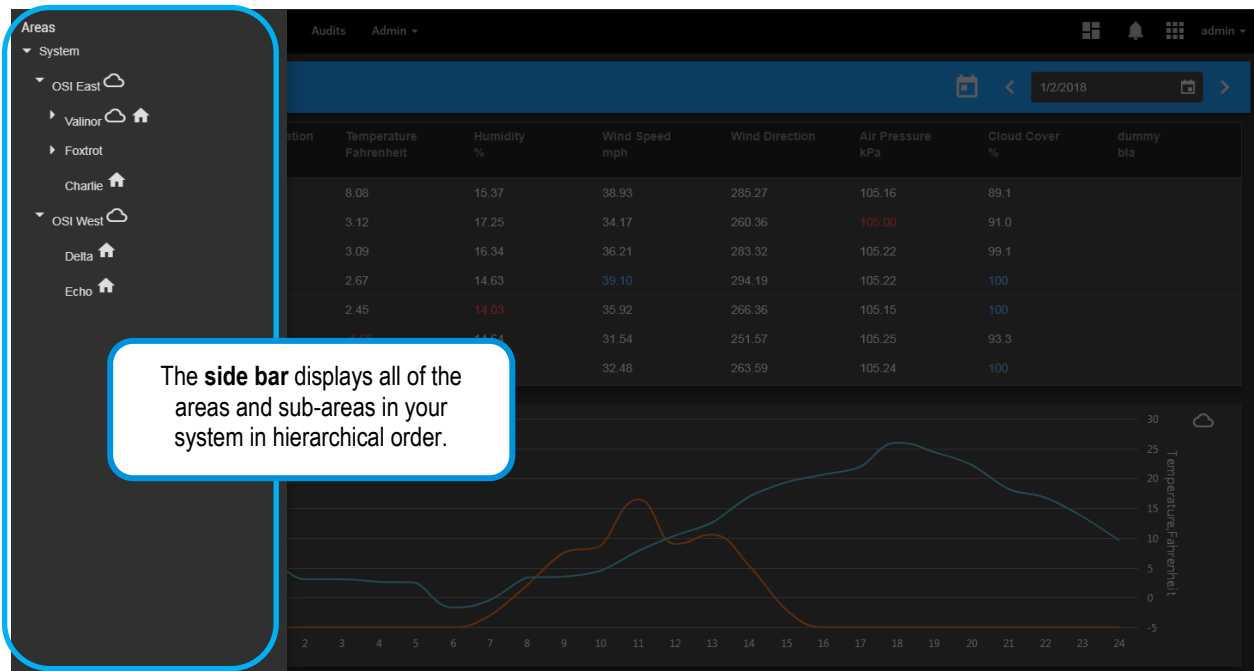 Areas
Audits Admin admin
System
OSI East
1/2/2018
Valinor
Foxtrot
Charlie
OSI West
Delta
Echo
ation Temperature Humidity Wind Speed Wind Direction Air Pressure Cloud Cover dummy
Fahrenheit % mph kPa % bla
8.08 15.37 38.93 285.27 105.16 89.1
3.12 17.25 34.17 260.36 105.00 91.0
3.09 16.34 36.21 283.32 105.22 99.1
2.67 14.63 39.10 294.19 105.22 100
2.45 14.03 35.92 266.36 105.15 100
31.54 251.57 105.25 93.3
32.48 263.59 105.24 100
The side bar displays all of the
areas and sub-areas in your
system in hierarchical order.
30
25
20
15
10
5
0
-5
Temperature,Fahrenheit
2 3 4 5 6 7 8 9 10 11 12 13 14 15 16 17 18 19 20 21 22 23 24